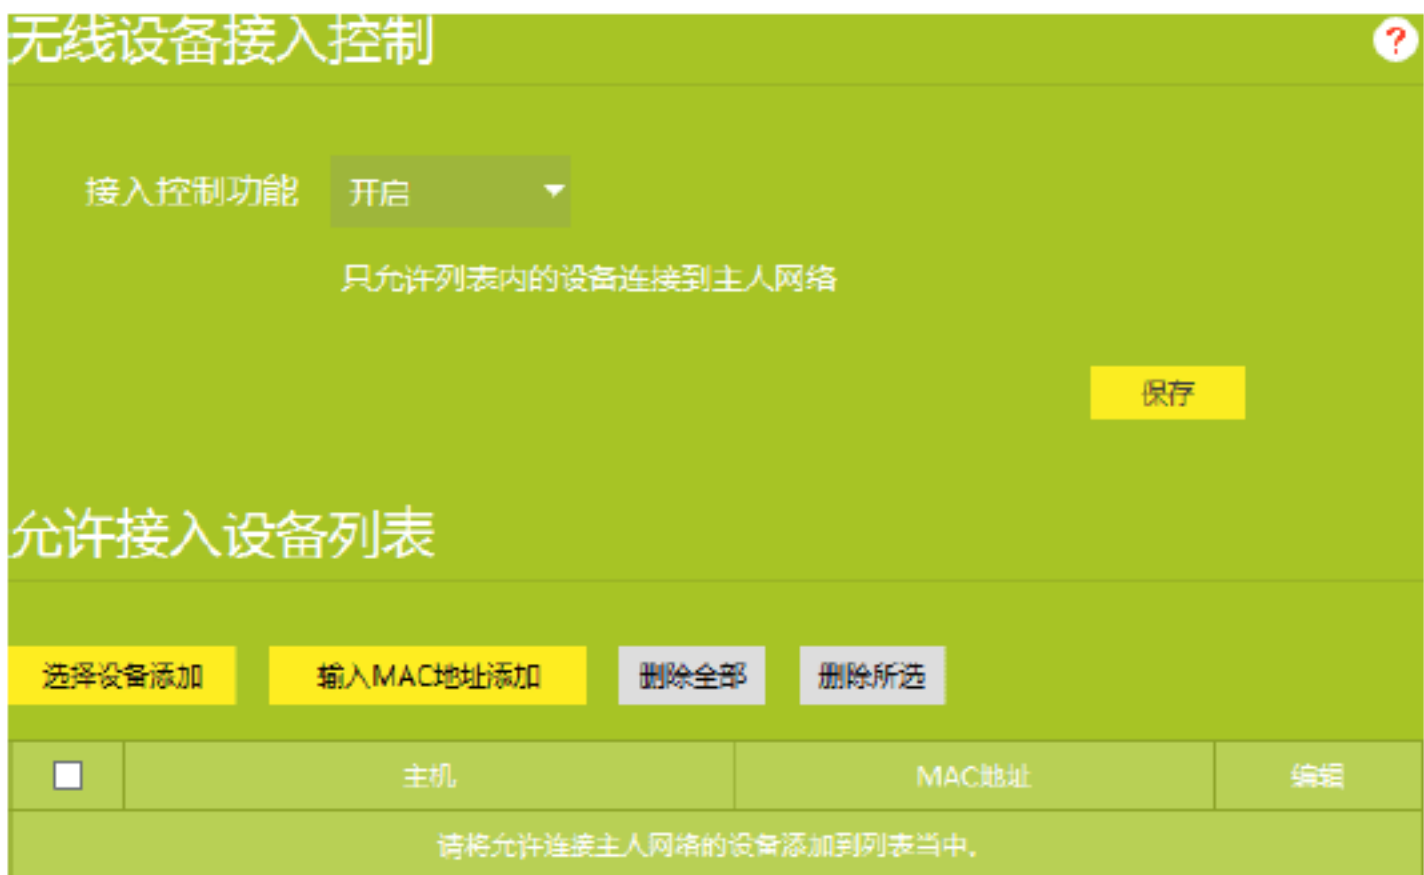 无线设备接入控制
?
接入控制功能 开启
只允许列表内的设备连接到主人网络
保存
允许接入设备列表
选择设备添加 输入MAC地址添加 删除全部 删除所选
主机 MAC地址 编辑
请将允许连接主人网络的设备添加到列表当中。